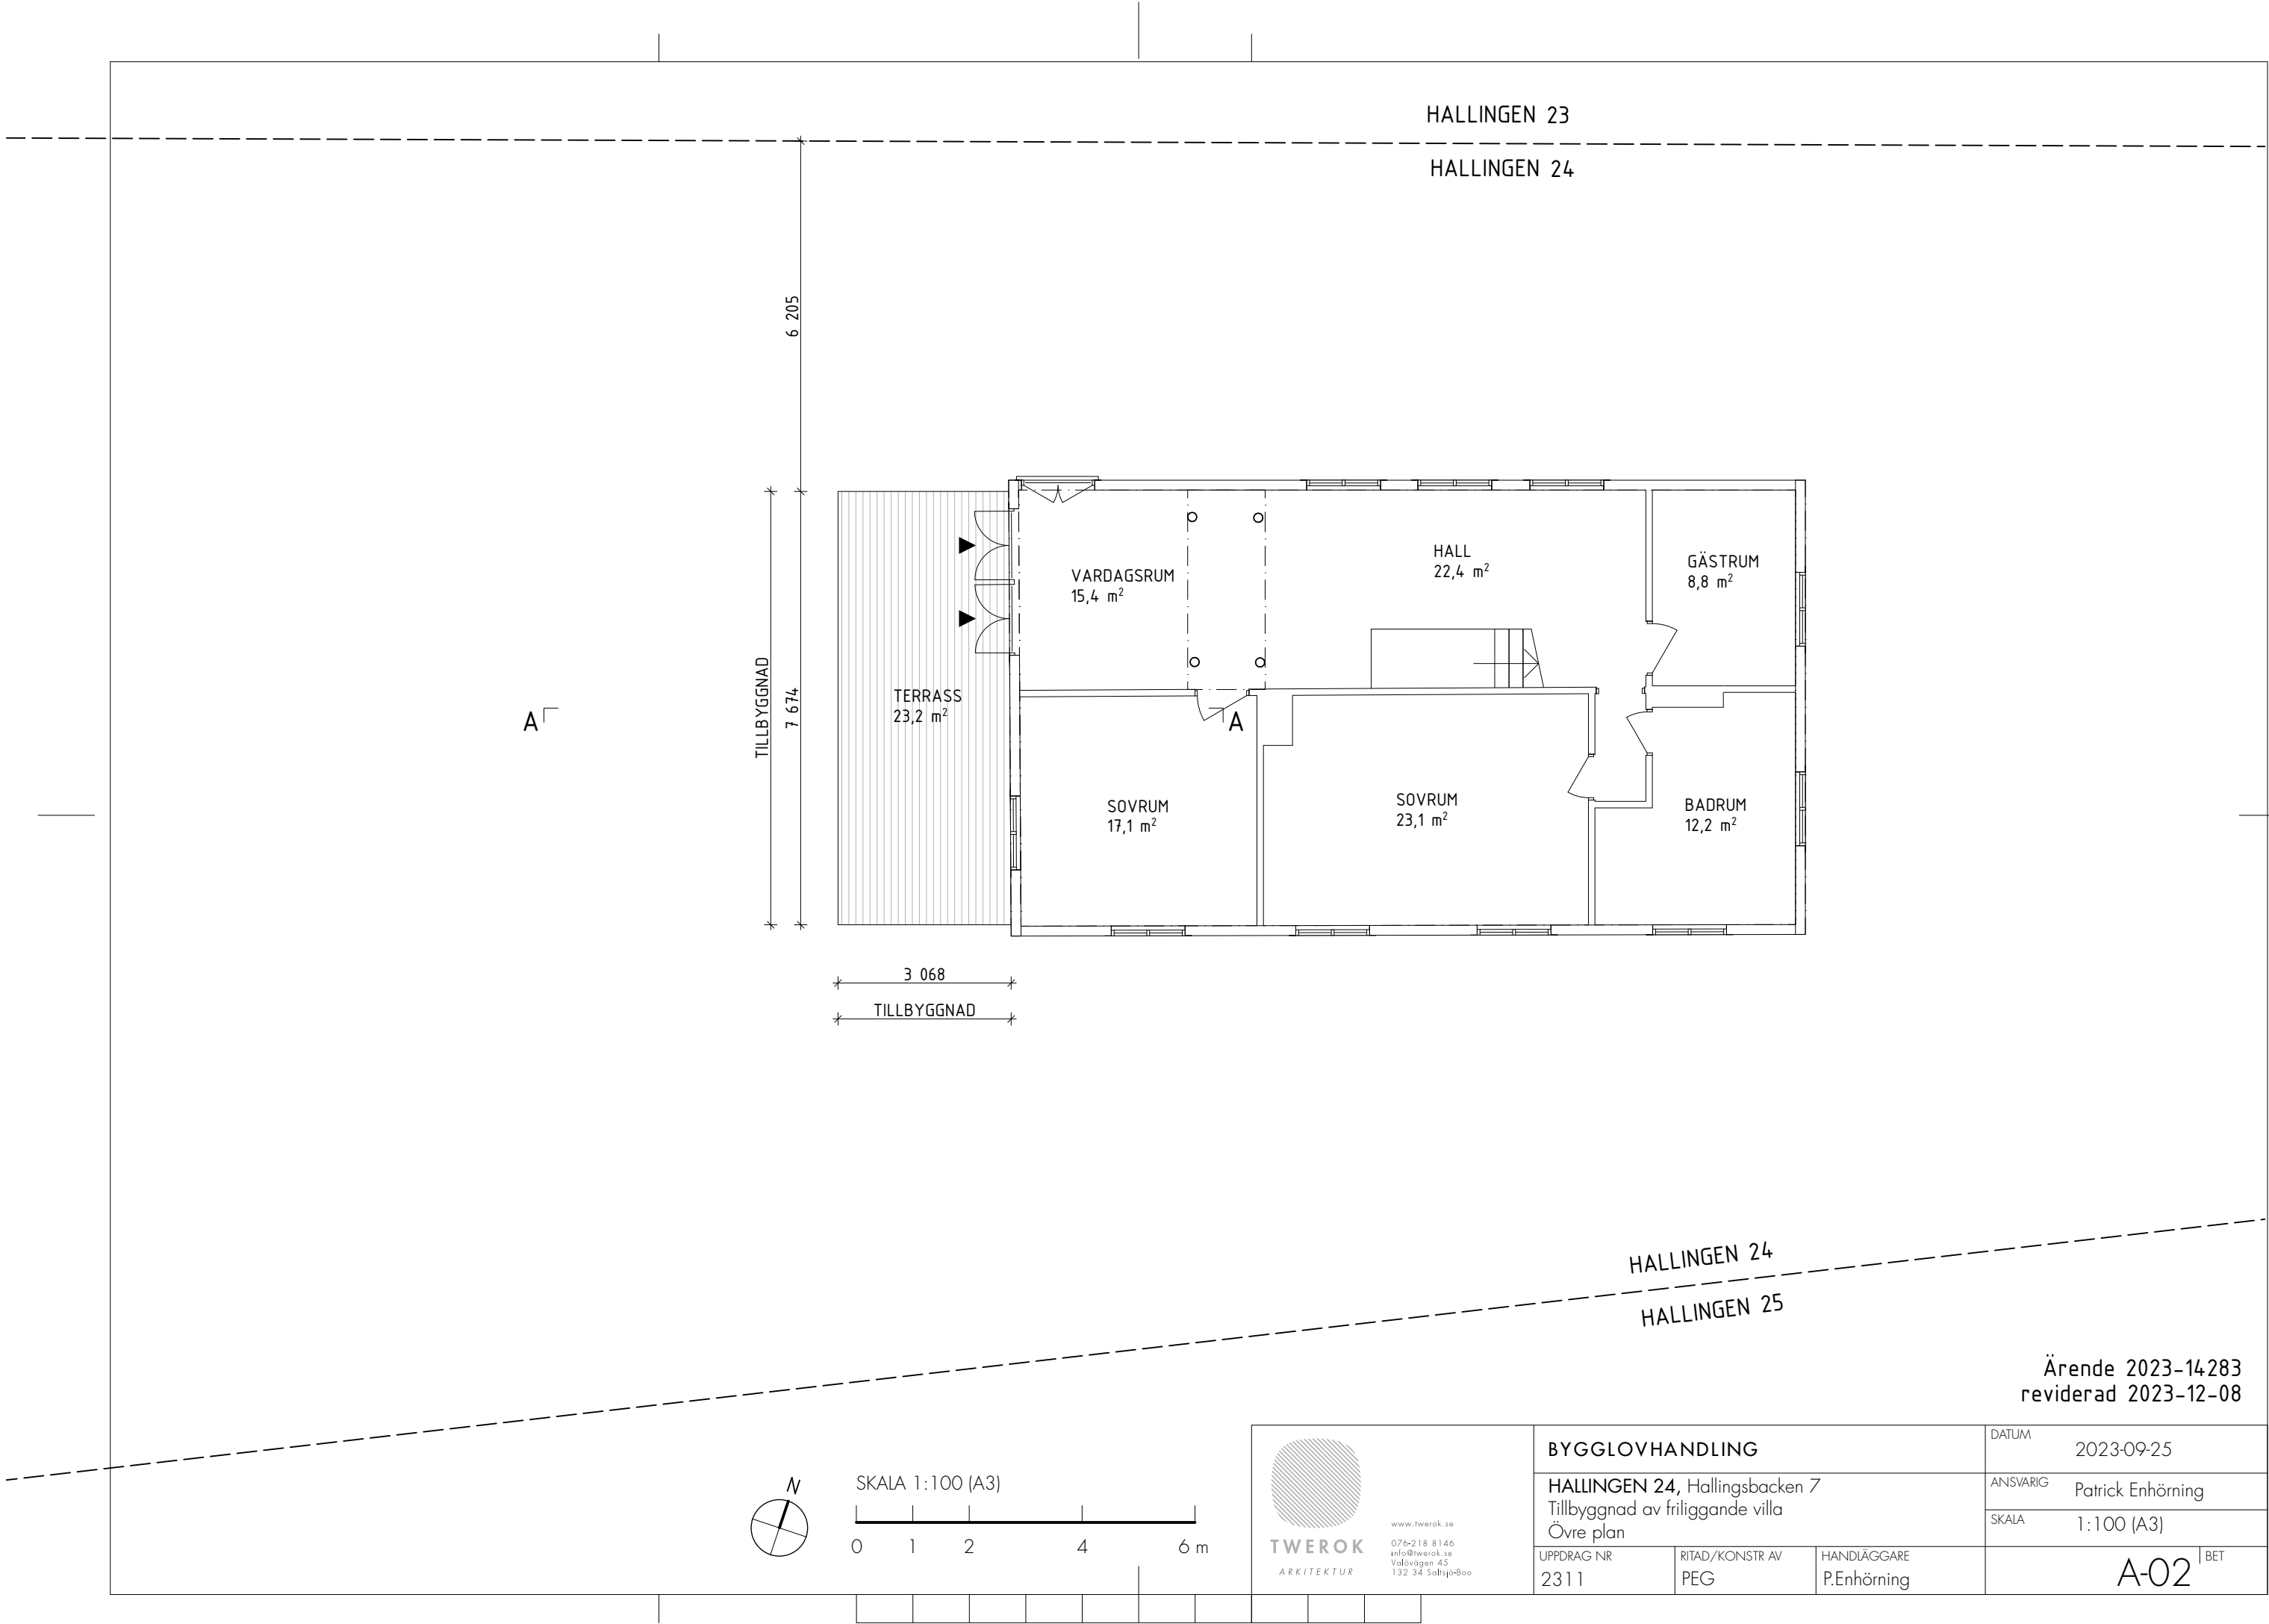 HALLINGEN 23
HALLINGEN 24
6 205
VARDAGSRUM
15,4 m²
HALL
22,4 m²
GÄSTRUM
8,8 m²
TILLBYGGNAD
7 674
TERRASS
23,2 m²
A
A
SOVRUM
17,1 m²
SOVRUM
23,1 m²
BADRUM
12,2 m²
3 068
TILLBYGGNAD
HALLINGEN 24
HALLINGEN 25
Ärende 2023-14283
reviderad 2023-12-08
N
SKALA 1:100 (A3)
0 1 2 4 6 m
TWEROK
ARKITEKTUR
www.twerok.se
076-218 8146
info@twerok.se
Valövägen 45
132 34 Saltsjö-Boo
BYGGLOVHANDLING
HALLINGEN 24, Hallingsbacken 7
Tillbyggnad av friliggande villa
Övre plan
UPPDRAG NR
2311
RITAD/KONSTR AV
PEG
HANDLÄGGARE
P.Enhörning
DATUM
2023-09-25
ANSVARIG
Patrick Enhörning
SKALA
1:100 (A3)
A-02
BET